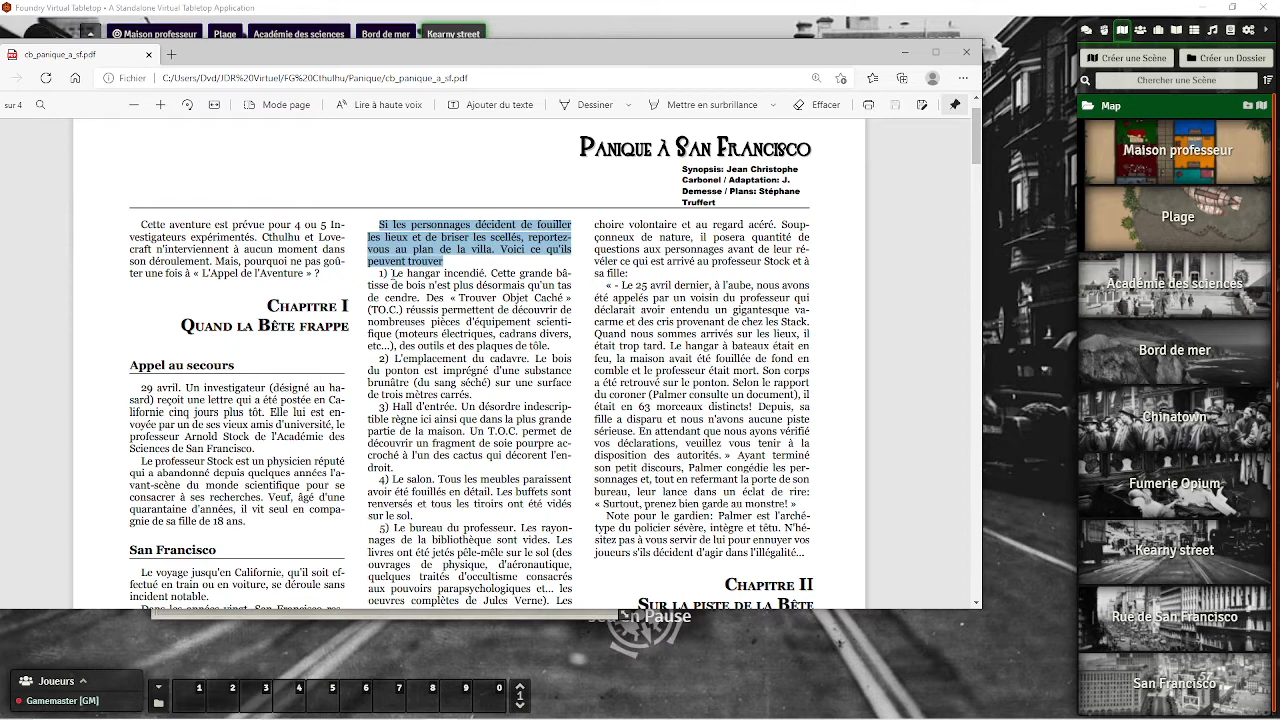 Foundry Virtual Tabletop • A Standalone Virtual Tabletop Application
Maison professeur
Plage
Académie des sciences
Bord de mer
Kearny street
cb_panique_a_sf.pdf
Fichier
C:/Users/Dvd/JDR%20Virtuel/FG%20Cthulhu/Panique/cb_panique_a_sf.pdf
sur 4
Mode page
Lire à haute voix
Ajouter du texte
Dessiner
Mettre en surbrillance
Effacer
PANIQUE À SAN FRANCISCO
Synopsis: Jean Christophe
Carbonel / Adaptation: J.
Demesse / Plans: Stéphane
Truffert
Cette aventure est prévue pour 4 ou 5 In-
vestigateurs expérimentés. Cthulhu et Love-
craft n'interviennent à aucun moment dans
son déroulement. Mais, pourquoi ne pas goû-
ter une fois à « L'Appel de l'Aventure » ?
CHAPITRE I
QUAND LA BÊTE FRAPPE
Appel au secours
29 avril. Un investigateur (désigné au ha-
sard) reçoit une lettre qui a été postée en Ca-
lifornie cinq jours plus tôt. Elle lui est en-
voyée par un de ses vieux amis d'université, le
professeur Arnold Stock de l'Académie des
Sciences de San Francisco.
Le professeur Stock est un physicien réputé
qui a abandonné depuis quelques années l'a-
vant-scène du monde scientifique pour se
consacrer à ses recherches. Veuf, âgé d'une
quarantaine d'années, il vit seul en compa-
gnie de sa fille de 18 ans.
San Francisco
Le voyage jusqu'en Californie, qu'il soit ef-
fectué en train ou en voiture, se déroule sans
incident notable.
Dans les années vingt, San Francisco res-
Si les personnages décident de fouiller
les lieux et de briser les scellés, reportez-
vous au plan de la villa. Voici ce qu'ils
peuvent trouver
1) Le hangar incendié. Cette grande bâ-
tisse de bois n'est plus désormais qu'un tas
de cendre. Des « Trouver Objet Caché »
(TO.C.) réussis permettent de découvrir de
nombreuses pièces d'équipement scienti-
fique (moteurs électriques, cadrans divers,
etc...), des outils et des plaques de tôle.
2) L'emplacement du cadavre. Le bois
du ponton est imprégné d'une substance
brunâtre (du sang séché) sur une surface
de trois mètres carrés.
3) Hall d'entrée. Un désordre indescrip-
tible règne ici ainsi que dans la plus grande
partie de la maison. Un T.O.C. permet de
découvrir un fragment de soie pourpre ac-
croché à l'un des cactus qui décorent l'en-
droit.
4) Le salon. Tous les meubles paraissent
avoir été fouillés en détail. Les buffets sont
renversés et tous les tiroirs ont été vidés
sur le sol.
5) Le bureau du professeur. Les rayon-
nages de la bibliothèque sont vides. Les
livres ont été jetés pêle-mêle sur le sol (des
ouvrages de physique, d'aéronautique,
quelques traités d'occultisme consacrés
aux pouvoirs parapsychologiques et... les
oeuvres complètes de Jules Verne). Les
choire volontaire et au regard acéré. Soup-
çonneux de nature, il posera quantité de
questions aux personnages avant de leur ré-
véler ce qui est arrivé au professeur Stock et à
sa fille:
« - Le 25 avril dernier, à l'aube, nous avons
été appelés par un voisin du professeur qui
déclarait avoir entendu un gigantesque va-
carme et des cris provenant de chez les Stack.
Quand nous sommes arrivés sur les lieux, il
était trop tard. Le hangar à bateaux était en
feu, la maison avait été fouillée de fond en
comble et le professeur était mort. Son corps
a été retrouvé sur le ponton. Selon le rapport
du coroner (Palmer consulte un document), il
était en 63 morceaux distincts! Depuis, sa
fille a disparu et nous n'avons aucune piste
sérieuse. En attendant que nous ayons vérifié
vos déclarations, veuillez vous tenir à la
disposition des autorités. » Ayant terminé
son petit discours, Palmer congédie les per-
sonnages et, tout en refermant la porte de son
bureau, leur lance dans un éclat de rire:
« Surtout, prenez bien garde au monstre! »
Note pour le gardien: Palmer est l'arché-
type du policier sévère, intègre et têtu. N'hé-
sitez pas à vous servir de lui pour ennuyer vos
joueurs s'ils décident d'agir dans l'illégalité...
CHAPITRE II
SUR LA PISTE DE LA BÊTE
en Pause
Créer une Scène
Créer un Dossier
Chercher une Scène
Map
Maison professeur
Plage
Académie des sciences
Bord de mer
Chinatown
Fumerie Opium
Kearny street
Rue de San Francisco
San Francisco
Joueurs
Gamemaster [GM]
1 2 3 4 5 6 7 8 9 0
1